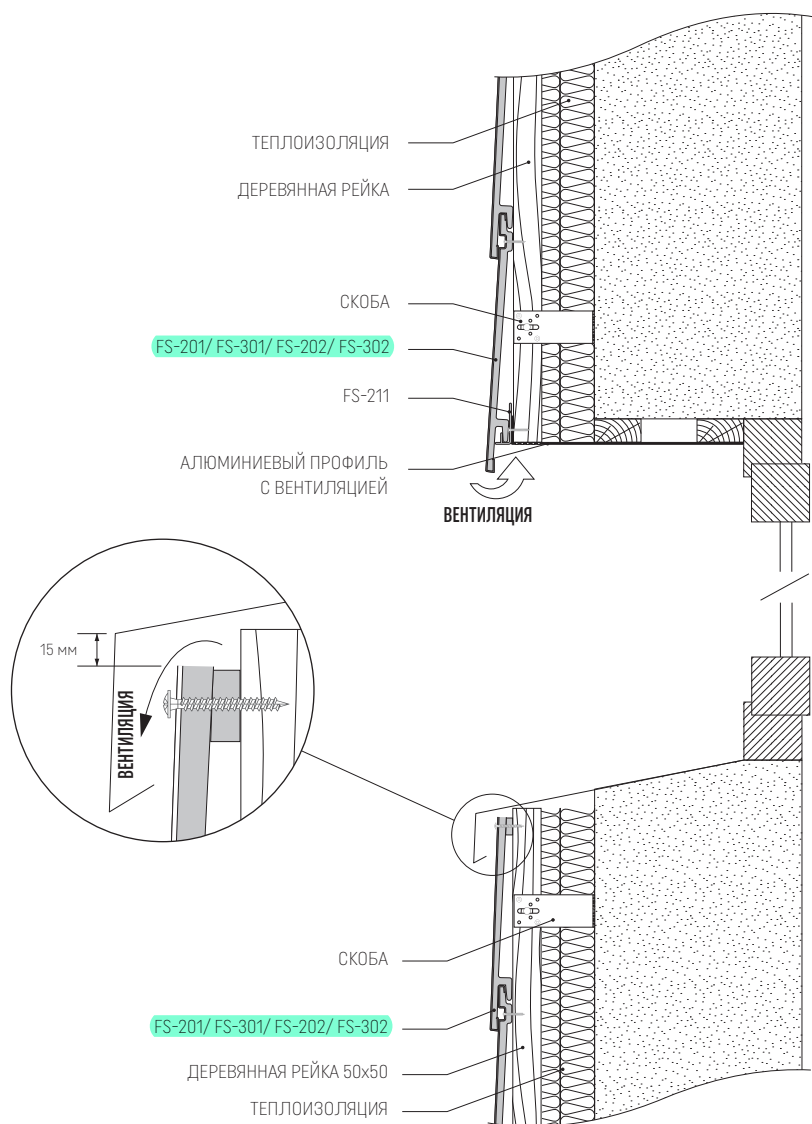 ТЕПЛОИЗОЛЯЦИЯ
ДЕРЕВЯННАЯ РЕЙКА
СКОБА
FS-201/ FS-301/ FS-202/ FS-302
FS-211
АЛЮМИНИЕВЫЙ ПРОФИЛЬ
С ВЕНТИЛЯЦИЕЙ
ВЕНТИЛЯЦИЯ
15 мм
ВЕНТИЛЯЦИЯ
СКОБА
FS-201/ FS-301/ FS-202/ FS-302
ДЕРЕВЯННАЯ РЕЙКА 50x50
ТЕПЛОИЗОЛЯЦИЯ